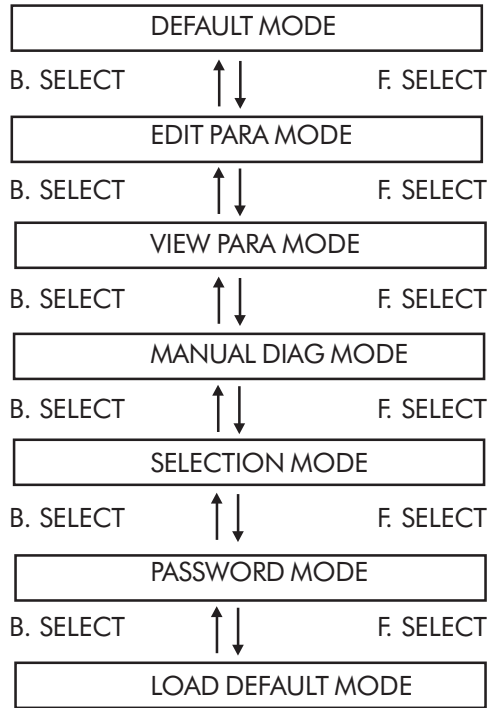 DEFAULT MODE
B. SELECT F. SELECT
EDIT PARA MODE
B. SELECT F. SELECT
VIEW PARA MODE
B. SELECT F. SELECT
MANUAL DIAG MODE
B. SELECT F. SELECT
SELECTION MODE
B. SELECT F. SELECT
PASSWORD MODE
B. SELECT F. SELECT
LOAD DEFAULT MODE